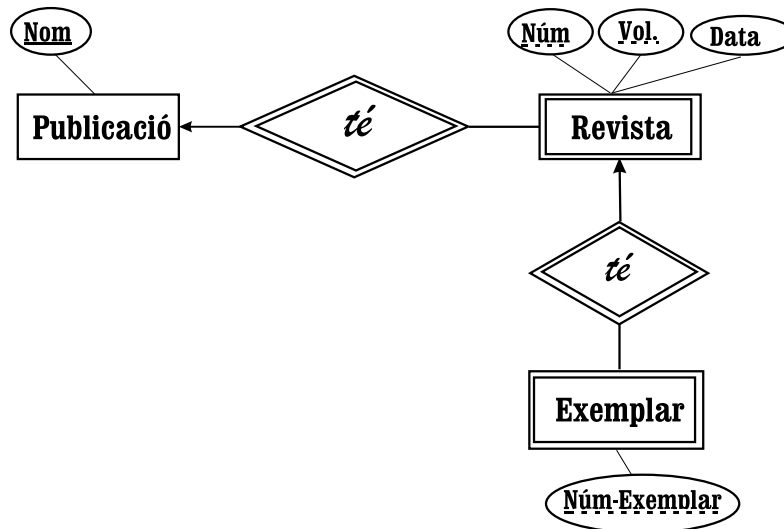 Nom
Núm
Vol.
Data
Publicació
té
Revista
té
Exemplar
Núm-Exemplar